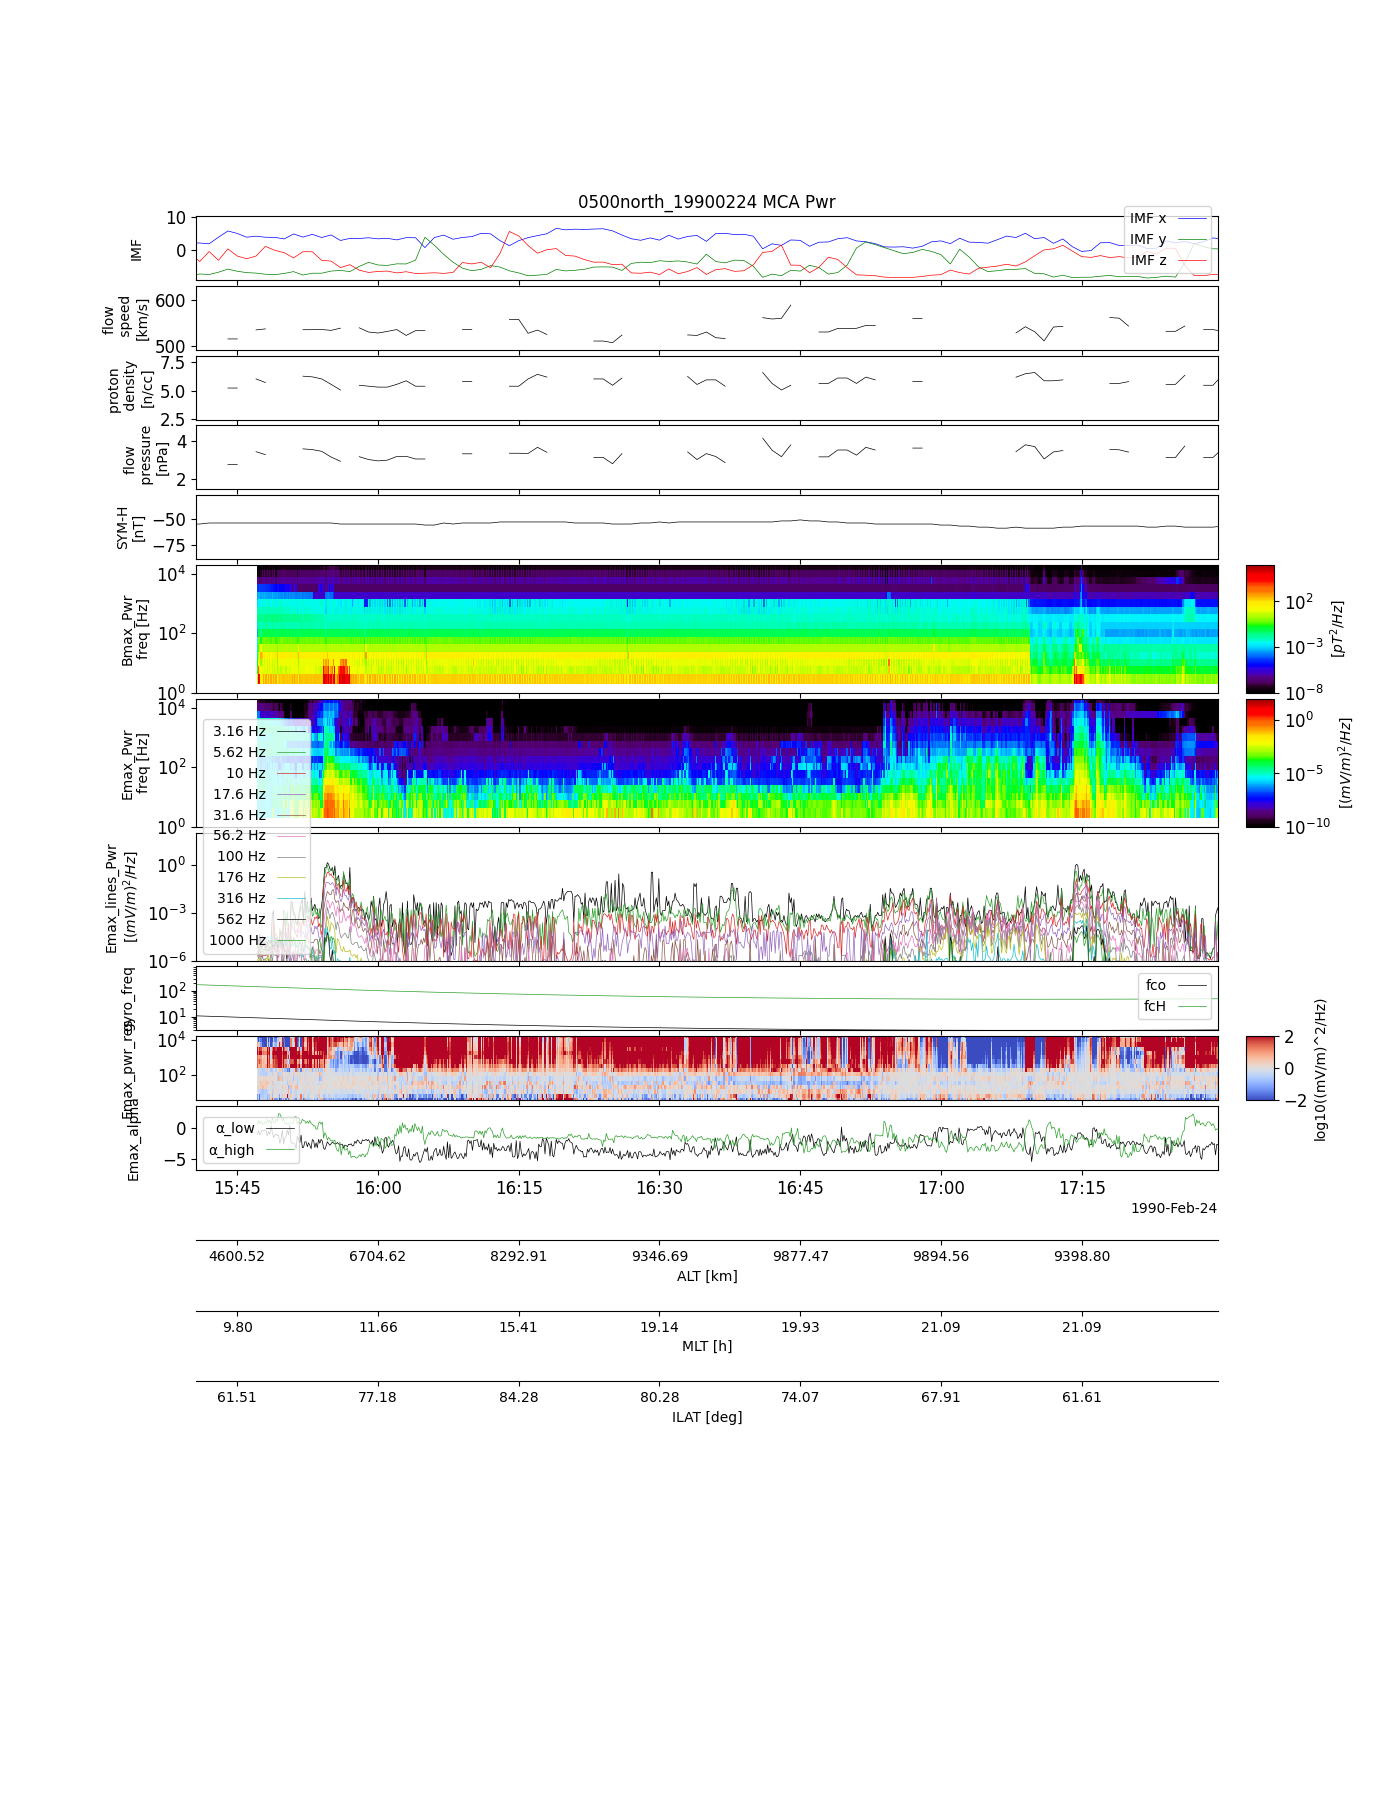 0500north_19900224 MCA Pwr
10
0
IMF
IMF x
IMF y
IMF z
600
500
flow
speed
[km/s]
7.5
5.0
2.5
proton
density
[n/cc]
4
2
flow
pressure
[nPa]
−50
−75
SYM-H
[nT]
10^4
10^2
10^0
Bmax_Pwr
freq [Hz]
10^2
10^−3
10^−8
[pT^2/Hz]
10^4
10^2
10^0
Emax_Pwr
freq [Hz]
10^0
10^−5
10^−10
[(mV/m)^2/Hz]
3.16 Hz
5.62 Hz
10 Hz
17.6 Hz
31.6 Hz
56.2 Hz
100 Hz
176 Hz
316 Hz
562 Hz
1000 Hz
10^0
10^−3
10^−6
Emax_lines_Pwr
[(mV/m)^2/Hz]
10^2
10^1
gyro_freq
fco
fcH
10^4
10^2
Emax_pwr_reg
2
0
−2
log10((mV/m)^2/Hz)
0
−5
Emax_alpha
α_low
α_high
15:45 16:00 16:15 16:30 16:45 17:00 17:15
1990-Feb-24
4600.52 6704.62 8292.91 9346.69 9877.47 9894.56 9398.80
ALT [km]
9.80 11.66 15.41 19.14 19.93 21.09 21.09
MLT [h]
61.51 77.18 84.28 80.28 74.07 67.91 61.61
ILAT [deg]